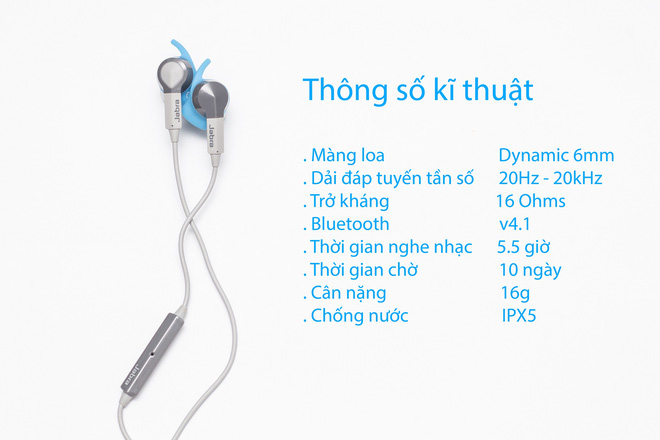 Jabra
Jabra
Jabra
Thông số kĩ thuật
. Màng loa Dynamic 6mm
. Dải đáp tuyến tần số 20Hz - 20kHz
. Trở kháng 16 Ohms
. Bluetooth v4.1
. Thời gian nghe nhạc 5.5 giờ
. Thời gian chờ 10 ngày
. Cân nặng 16g
. Chống nước IPX5